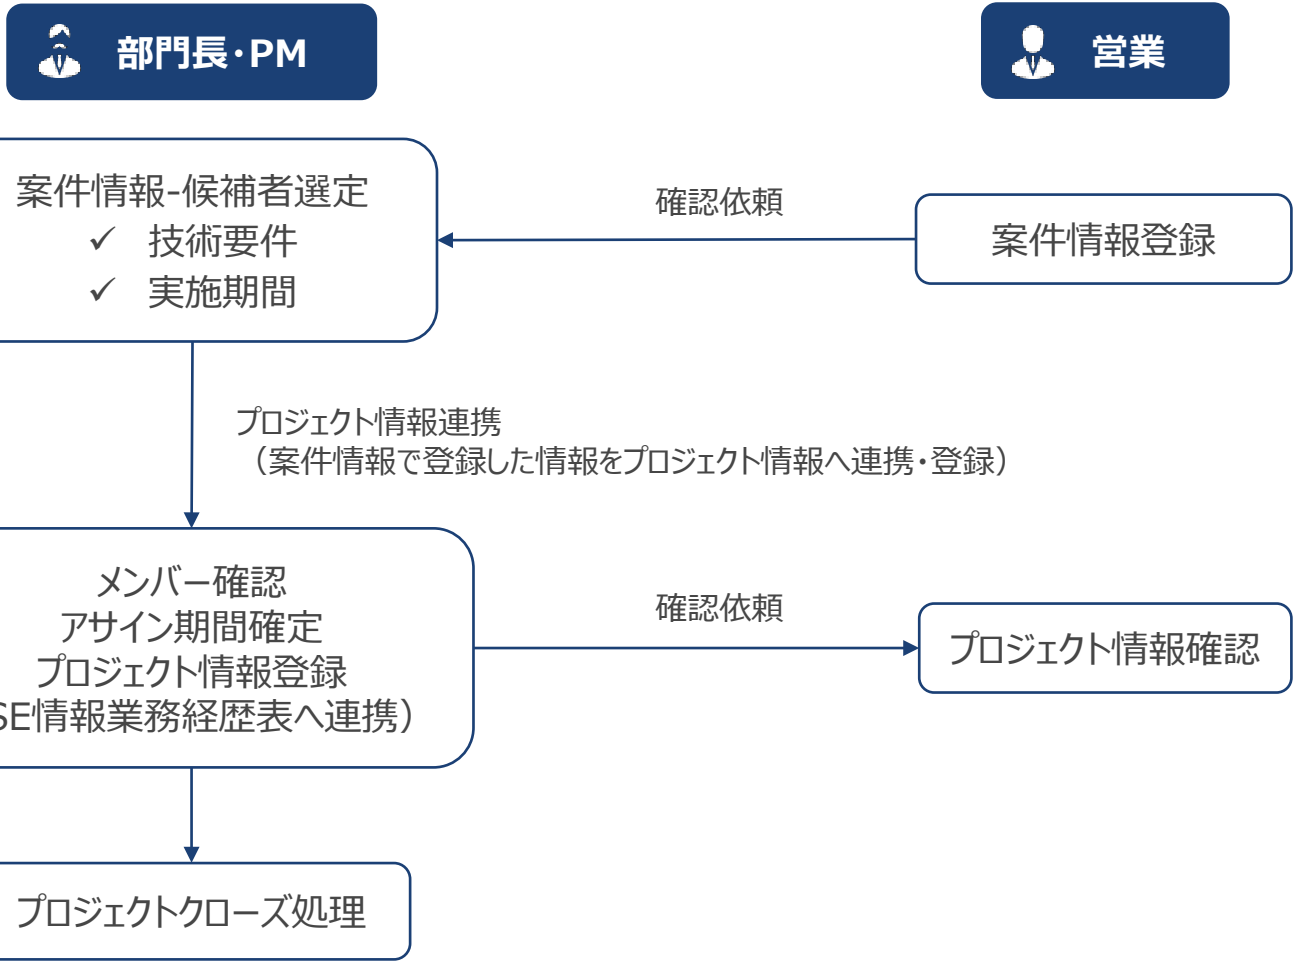 部門長・PM
営業
案件情報-候補者選定
✓ 技術要件
✓ 実施期間
確認依頼
案件情報登録
プロジェクト情報連携
（案件情報で登録した情報をプロジェクト情報へ連携・登録）
メンバー確認
アサイン期間確定
プロジェクト情報登録
SE情報業務経歴表へ連携）
確認依頼
プロジェクト情報確認
プロジェクトクローズ処理